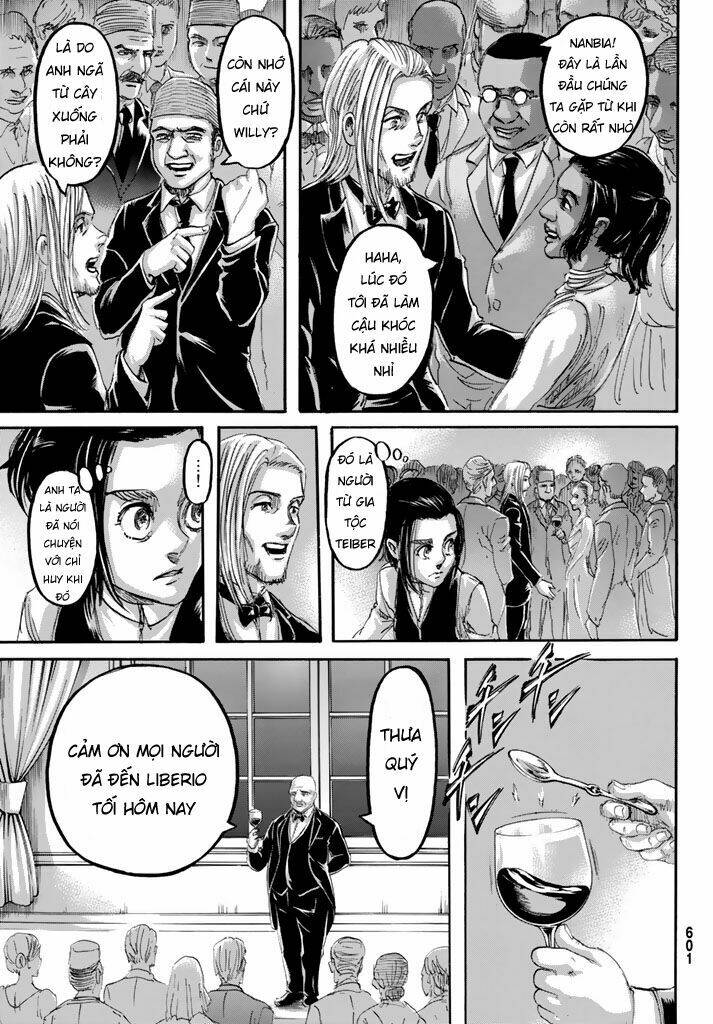 NANBIA!
ĐÂY LÀ LẦN
ĐẦU CHÚNG
TA GẶP TỪ KHI
CÒN RẤT NHỎ
HAHA,
LÚC ĐÓ
TÔI ĐÃ LÀM
CẬU KHÓC
KHÁ NHIỀU
NHỈ
CÒN NHỚ
CÁI NÀY
CHỨ
WILLY?
LÀ DO
ANH NGÃ
TỪ CÂY
XUỐNG
PHẢI
KHÔNG?
ĐÓ LÀ
NGƯỜI
TỪ GIA
TỘC
TEIBER
...!
ANH TA
LÀ NGƯỜI
ĐÃ NÓI
CHUYỆN
VỚI CHỈ
HUY KHI
ĐÓ
THƯA
QUÝ
VỊ
CẢM ƠN MỌI NGƯỜI
ĐÃ ĐẾN LIBERIO
TỐI HÔM NAY
601